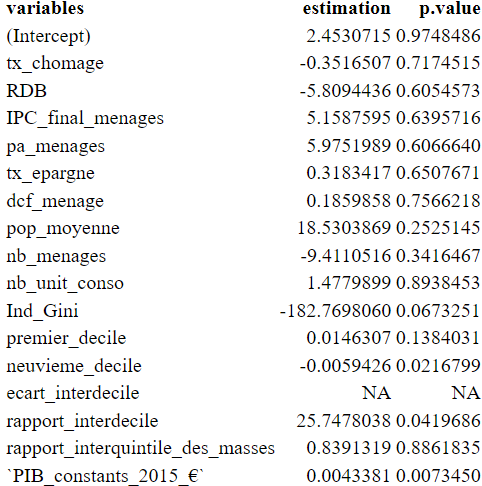 variables estimation p.value
(Intercept) 2.4530715 0.9748486
tx_chomage -0.3516507 0.7174515
RDB -5.8094436 0.6054573
IPC_final_menages 5.1587595 0.6395716
pa_menages 5.9751989 0.6066640
tx_epargne 0.3183417 0.6507671
dcf_menage 0.1859858 0.7566218
pop_moyenne 18.5303869 0.2525145
nb_menages -9.4110516 0.3416467
nb_unit_conso 1.4779899 0.8938453
Ind_Gini -182.7698060 0.0673251
premier_decile 0.0146307 0.1384031
neuvieme_decile -0.0059426 0.0216799
ecart_interdecile NA NA
rapport_interdecile 25.7478038 0.0419686
rapport_interquintile_des_masses 0.8391319 0.8861835
`PIB_constants_2015_€` 0.0043381 0.0073450